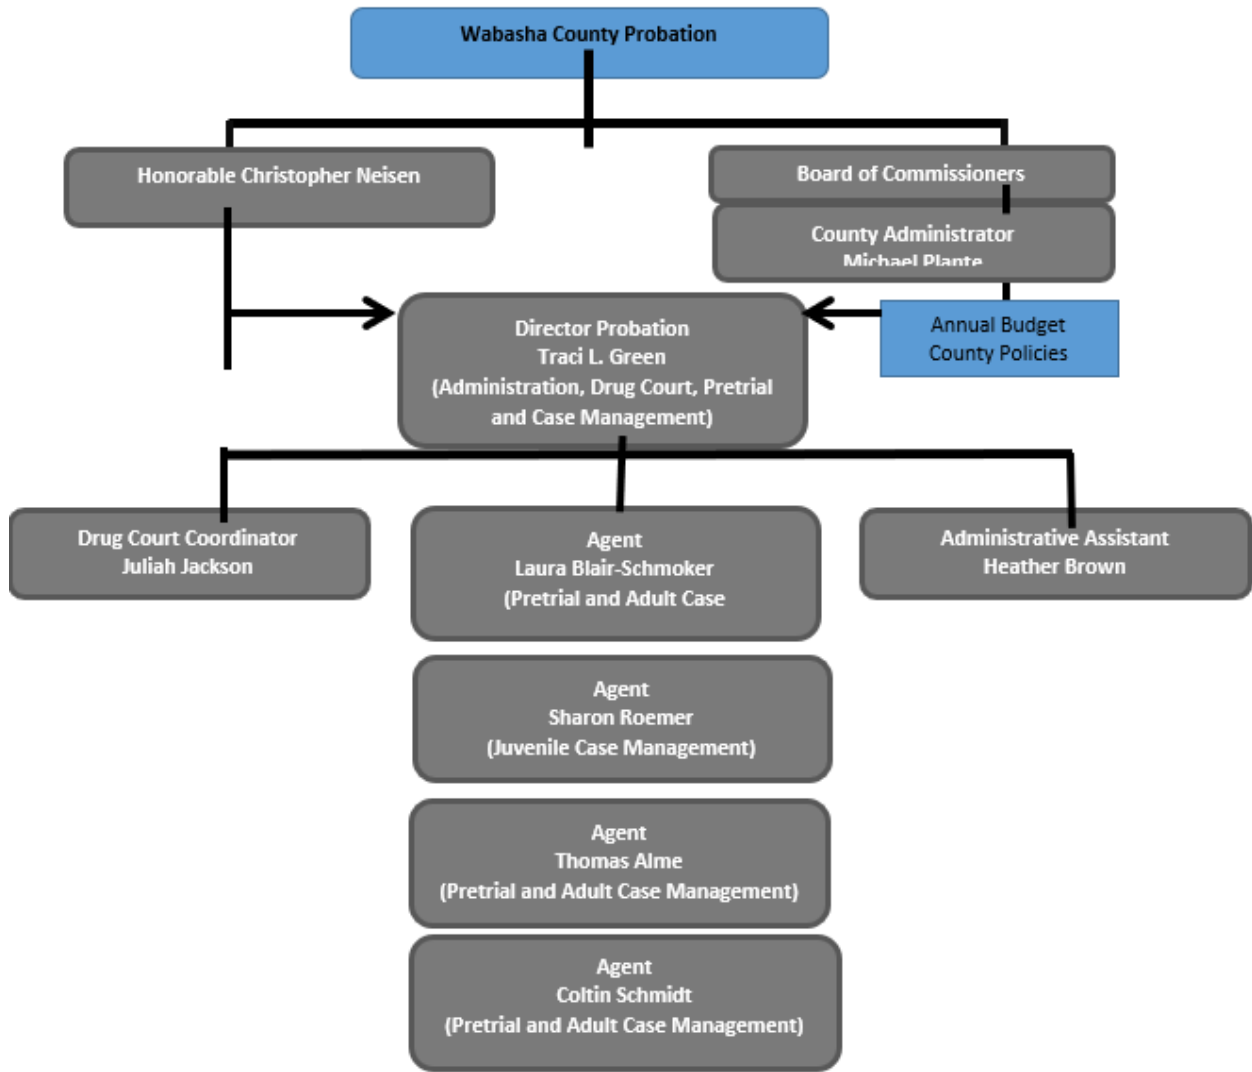 Wabasha County Probation
Honorable Christopher Neisen
Board of Commissioners
County Administrator
Michael Plante
Director Probation
Traci L. Green
(Administration, Drug Court, Pretrial
and Case Management)
Annual Budget
County Policies
Drug Court Coordinator
Juliah Jackson
Agent
Laura Blair-Schmoker
(Pretrial and Adult Case
Administrative Assistant
Heather Brown
Agent
Sharon Roemer
(Juvenile Case Management)
Agent
Thomas Alme
(Pretrial and Adult Case Management)
Agent
Coltin Schmidt
(Pretrial and Adult Case Management)